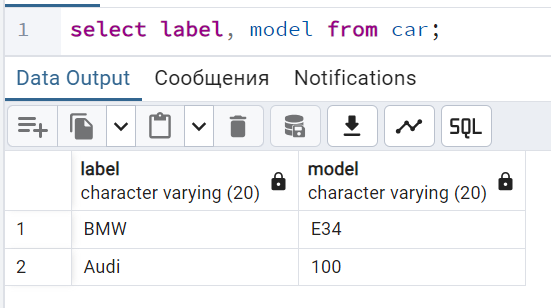 1 select label, model from car;
Data Output Сообщения Notifications
SQL
label model
character varying (20) character varying (20)
1 BMW E34
2 Audi 100